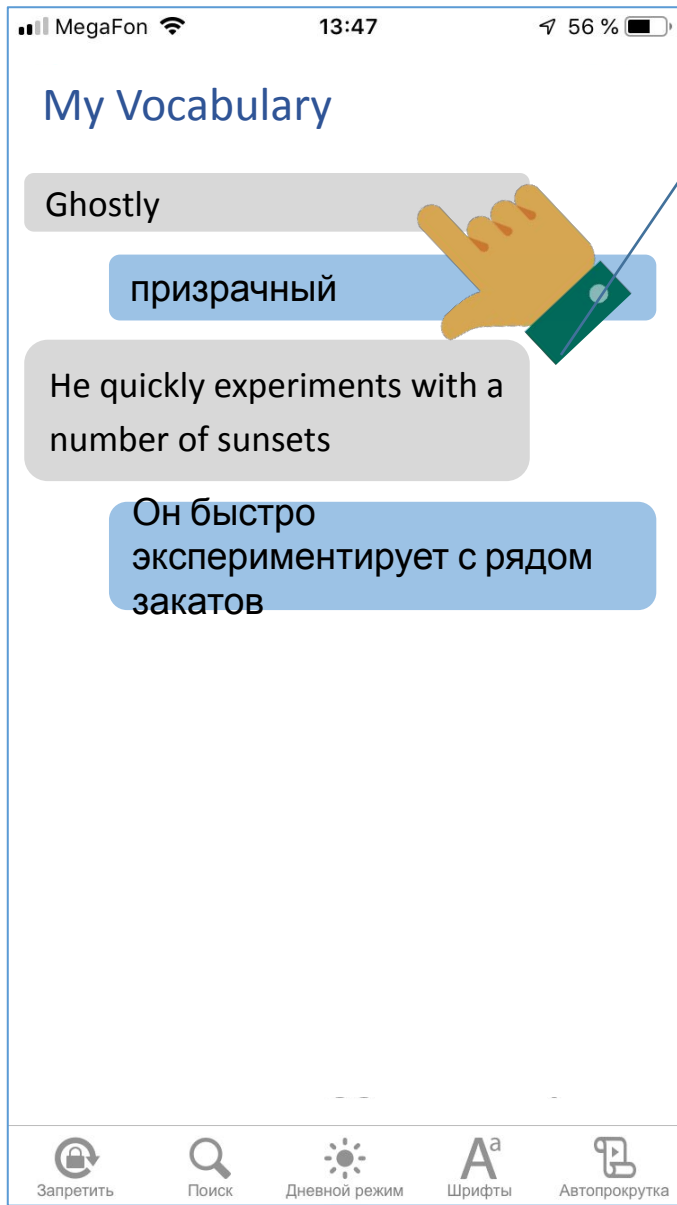 MegaFon 13:47 56 %
My Vocabulary
Ghostly
призрачный
He quickly experiments with a
number of sunsets
Он быстро
экспериментирует с рядом
закатов
Запретить Поиск Дневной режим Шрифты Автопрокрутка